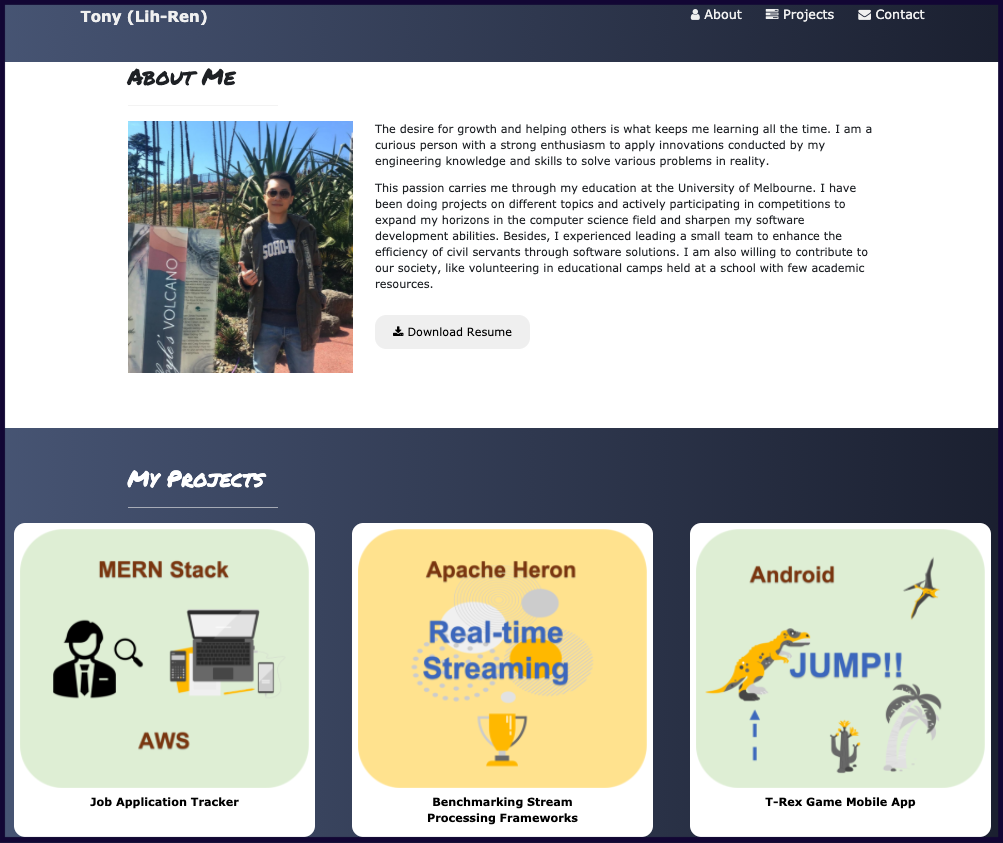 Tony (Lih-Ren)
About
Projects
Contact
About Me
The desire for growth and helping others is what keeps me learning all the time. I am a
curious person with a strong enthusiasm to apply innovations conducted by my
engineering knowledge and skills to solve various problems in reality.
This passion carries me through my education at the University of Melbourne. I have
been doing projects on different topics and actively participating in competitions to
expand my horizons in the computer science field and sharpen my software
development abilities. Besides, I experienced leading a small team to enhance the
efficiency of civil servants through software solutions. I am also willing to contribute to
our society, like volunteering in educational camps held at a school with few academic
resources.
Download Resume
VOLCANO
SOHO-N
My Projects
MERN Stack
AWS
Job Application Tracker
Apache Heron
Real-time
Streaming
Benchmarking Stream
Processing Frameworks
Android
JUMP!!
T-Rex Game Mobile App